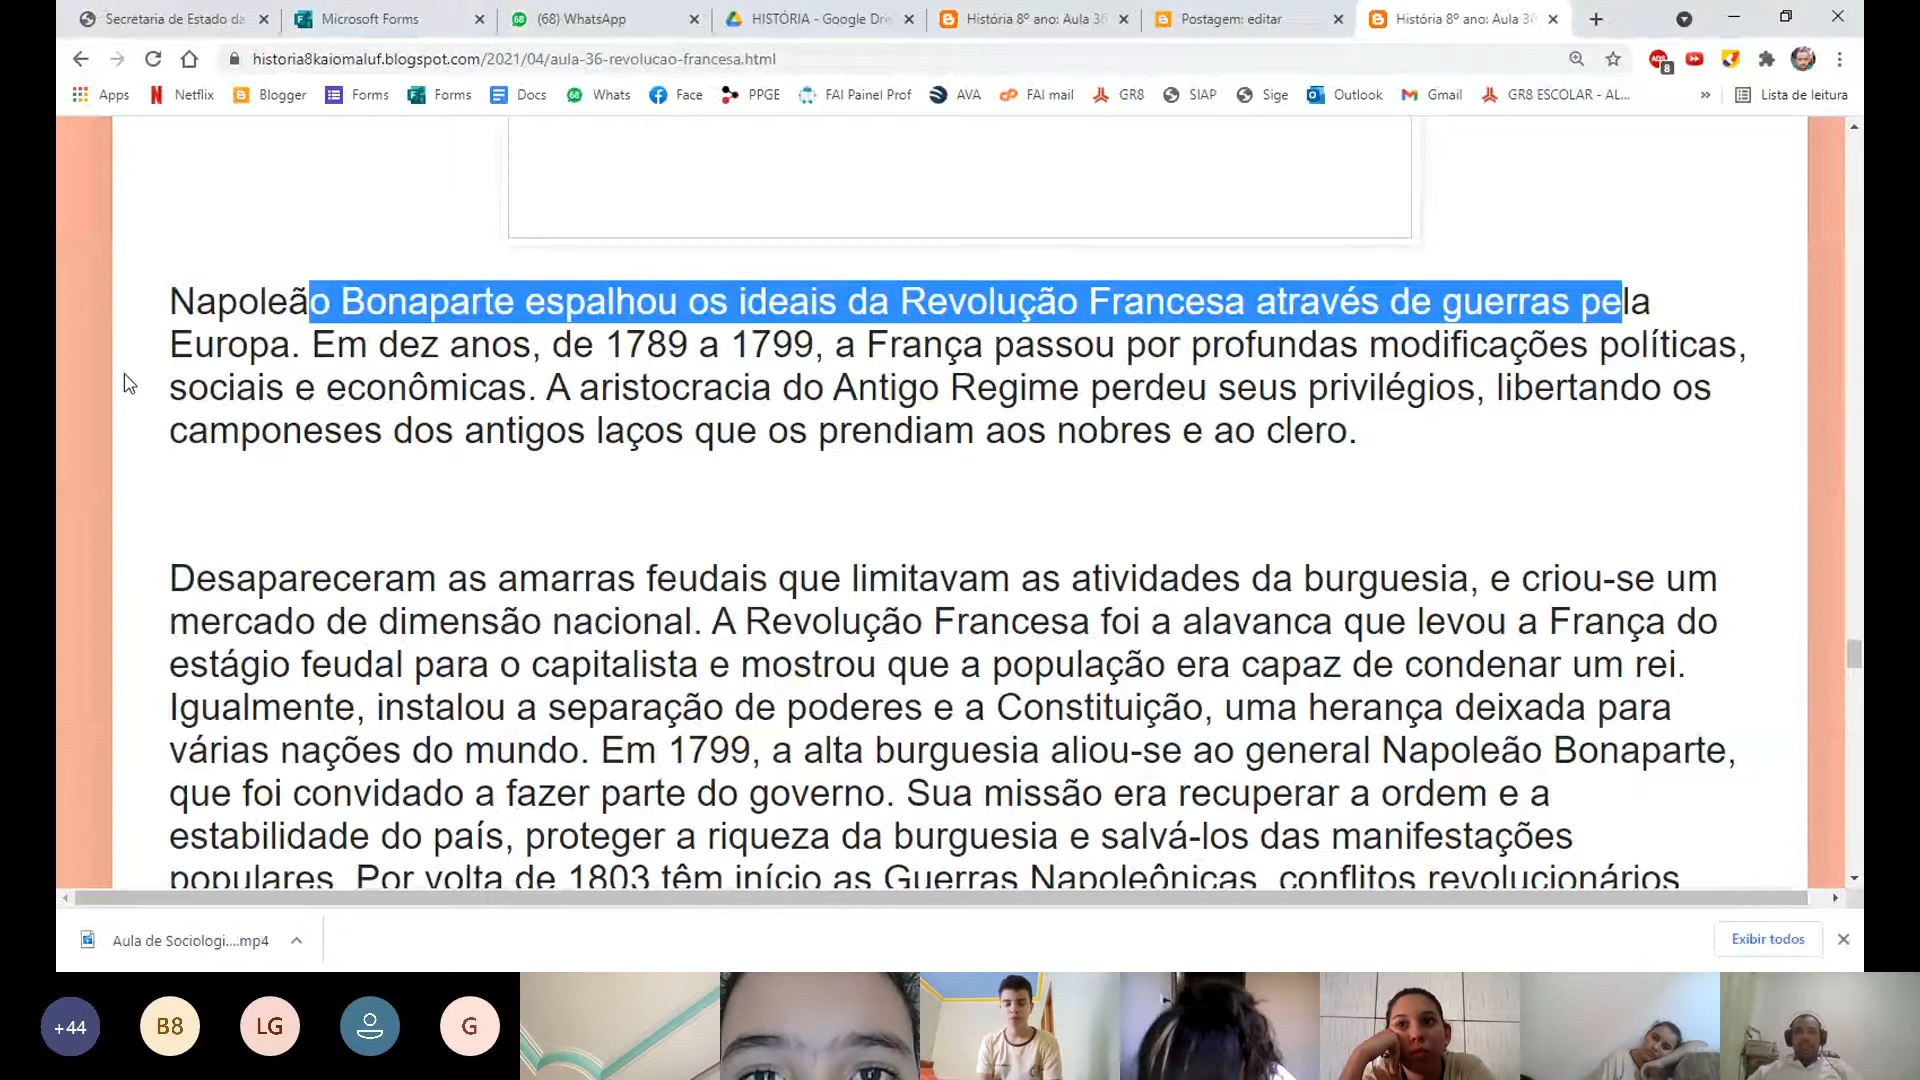 Secretaria de Estado da
Microsoft Forms
(68) WhatsApp
HISTÓRIA - Google Dri
História 8º ano: Aula 36
Postagem: editar
História 8º ano: Aula 36
historia8kaiomaluf.blogspot.com/2021/04/aula-36-revolucao-francesa.html
8
Apps
Netflix
Blogger
Forms
Forms
Docs
68
Whats
Face
PPGE
FAI Painel Prof
AVA
FAI mail
GR8
SIAP
Sige
Outlook
Gmail
GR8 ESCOLAR - AL...
»
Lista de leitura
Napoleão Bonaparte espalhou os ideais da Revolução Francesa através de guerras pela
Europa. Em dez anos, de 1789 a 1799, a França passou por profundas modificações políticas,
sociais e econômicas. A aristocracia do Antigo Regime perdeu seus privilégios, libertando os
camponeses dos antigos laços que os prendiam aos nobres e ao clero.
Desapareceram as amarras feudais que limitavam as atividades da burguesia, e criou-se um
mercado de dimensão nacional. A Revolução Francesa foi a alavanca que levou a França do
estágio feudal para o capitalista e mostrou que a população era capaz de condenar um rei.
Igualmente, instalou a separação de poderes e a Constituição, uma herança deixada para
várias nações do mundo. Em 1799, a alta burguesia aliou-se ao general Napoleão Bonaparte,
que foi convidado a fazer parte do governo. Sua missão era recuperar a ordem e a
estabilidade do país, proteger a riqueza da burguesia e salvá-los das manifestações
populares. Por volta de 1803 têm início as Guerras Napoleônicas, conflitos revolucionários
Aula de Sociologi....mp4
Exibir todos
+44
B8
LG
G